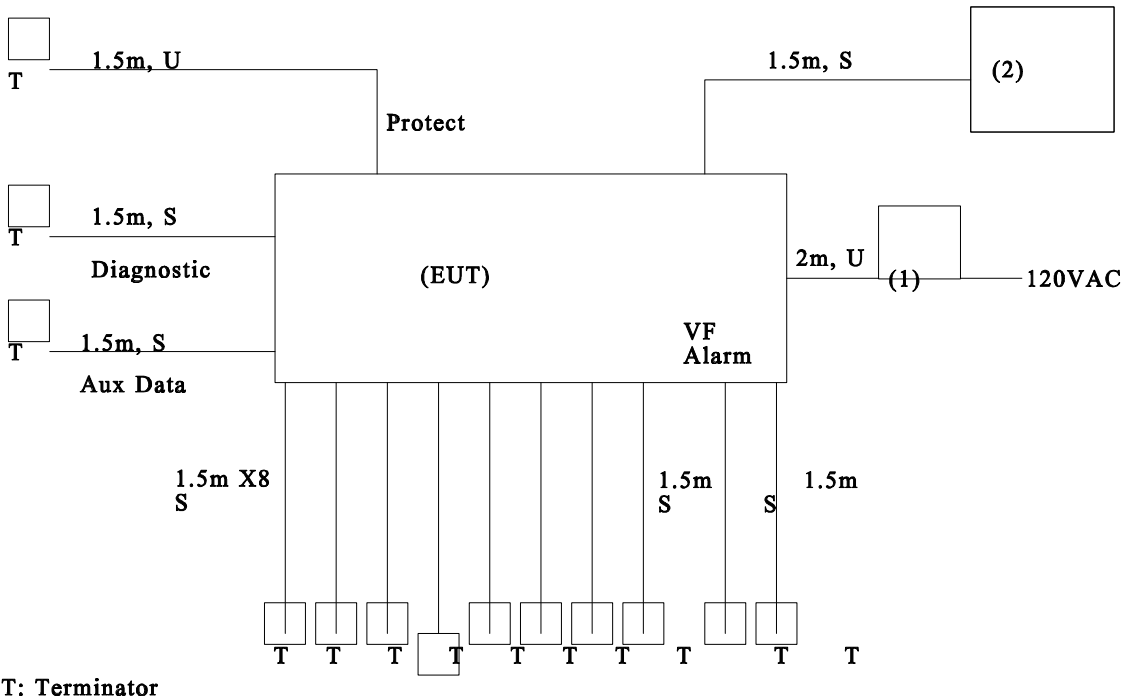 1.5m, U
1.5m, S
(2)
T
Protect
1.5m, S
T
2m, U
Diagnostic
(EUT)
(1)
120VAC
VF
Alarm
1.5m, S
T
Aux Data
1.5m X8
S
1.5m
S
1.5m
S
T T T T T T T T T T
T: Terminator